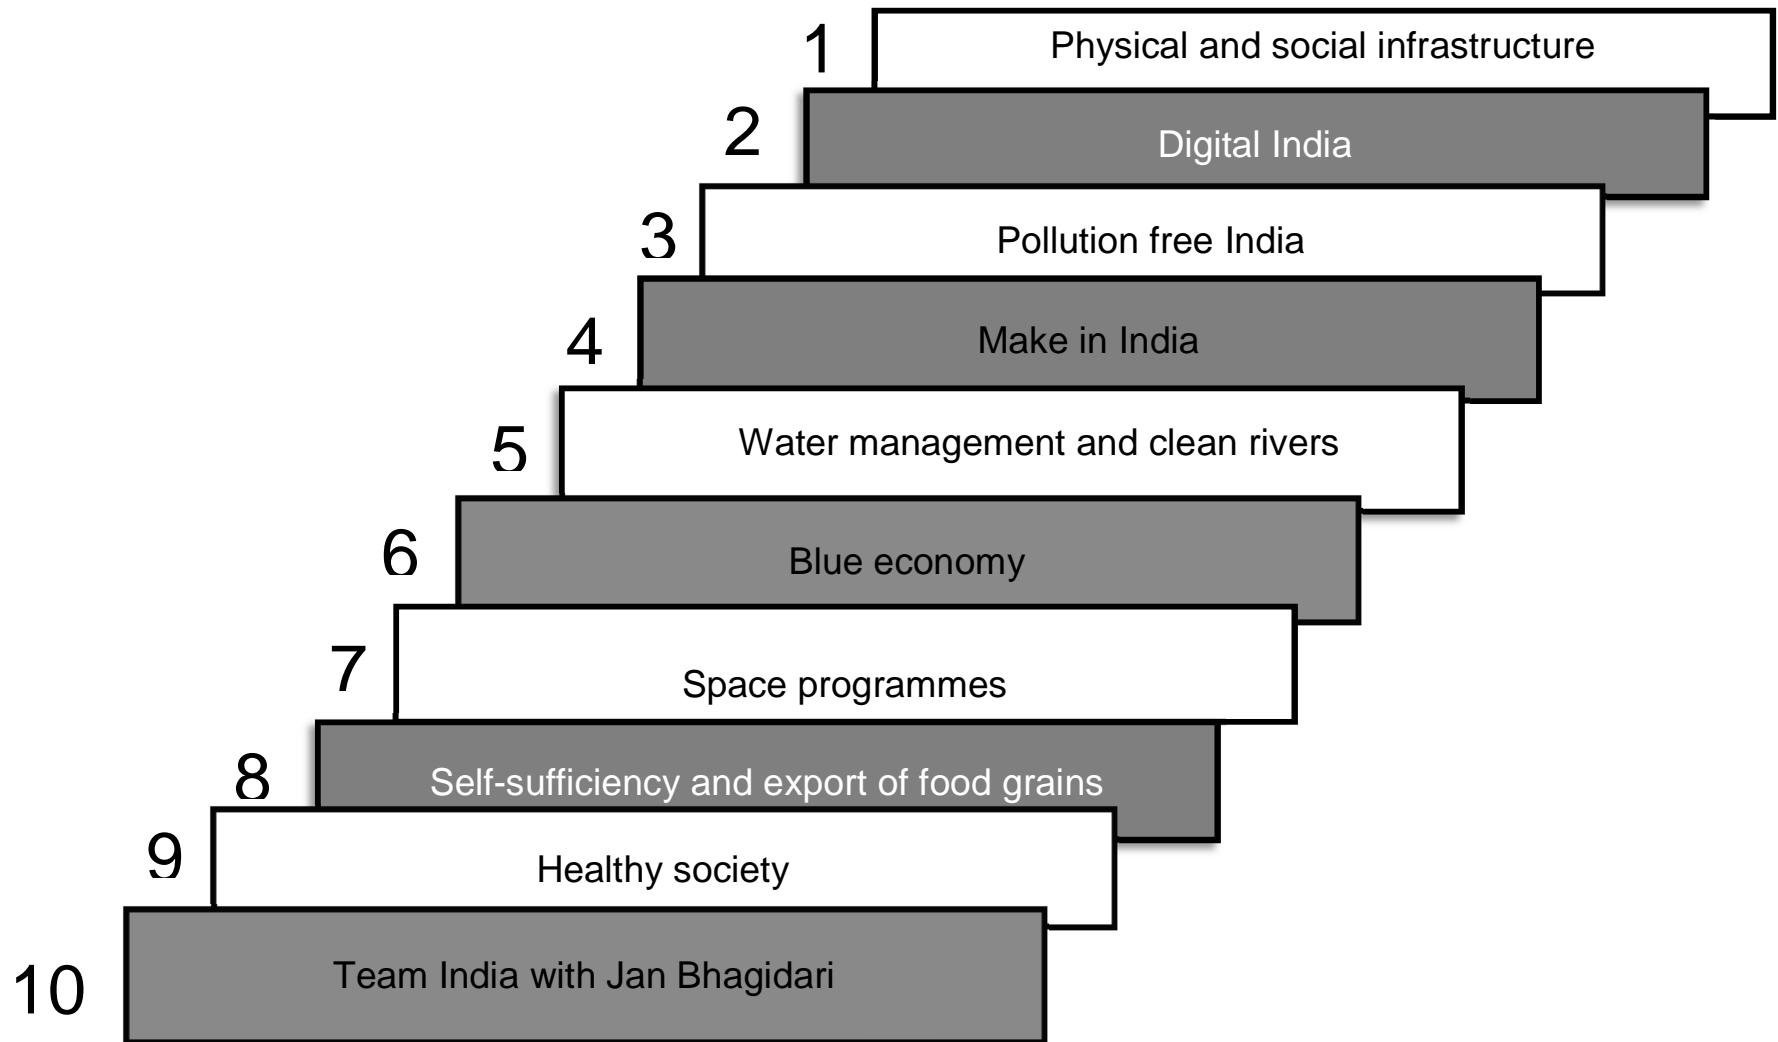 1 Physical and social infrastructure
2 Digital India
3 Pollution free India
4 Make in India
5 Water management and clean rivers
6 Blue economy
7 Space programmes
8 Self-sufficiency and export of food grains
9 Healthy society
10 Team India with Jan Bhagidari